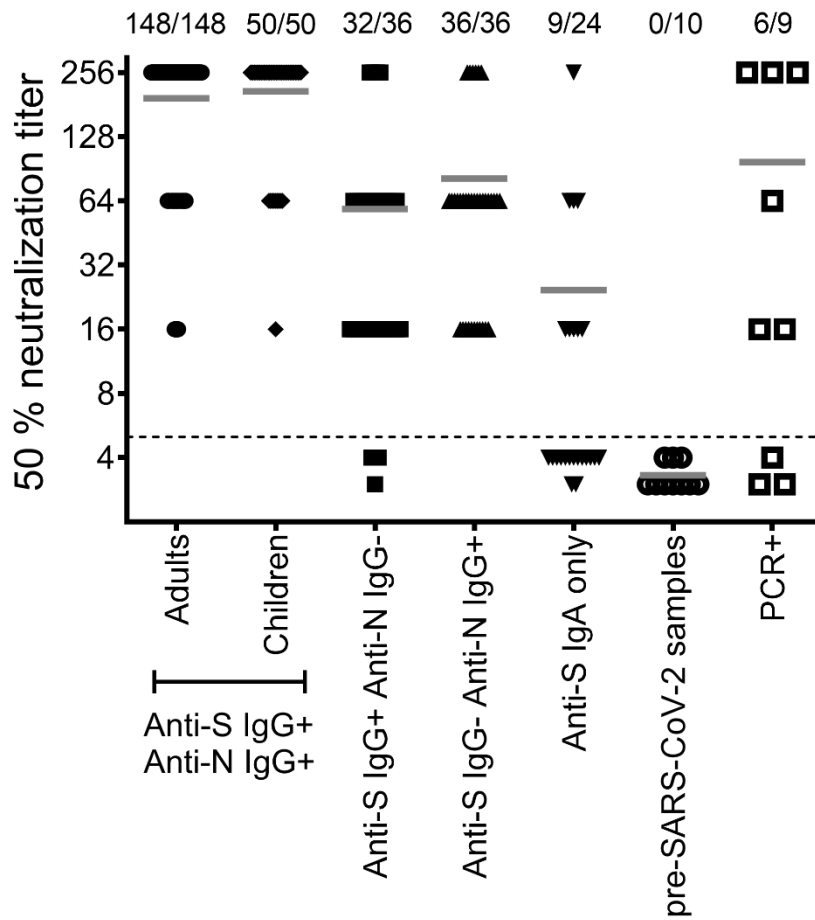 148/148 50/50 32/36 36/36 9/24 0/10 6/9
50 % neutralization titer
256
128
64
32
16
8
4
Adults
Children
Anti-S IgG+ Anti-N IgG-
Anti-S IgG- Anti-N IgG+
Anti-S IgA only
pre-SARS-CoV-2 samples
PCR+
Anti-S IgG+
Anti-N IgG+